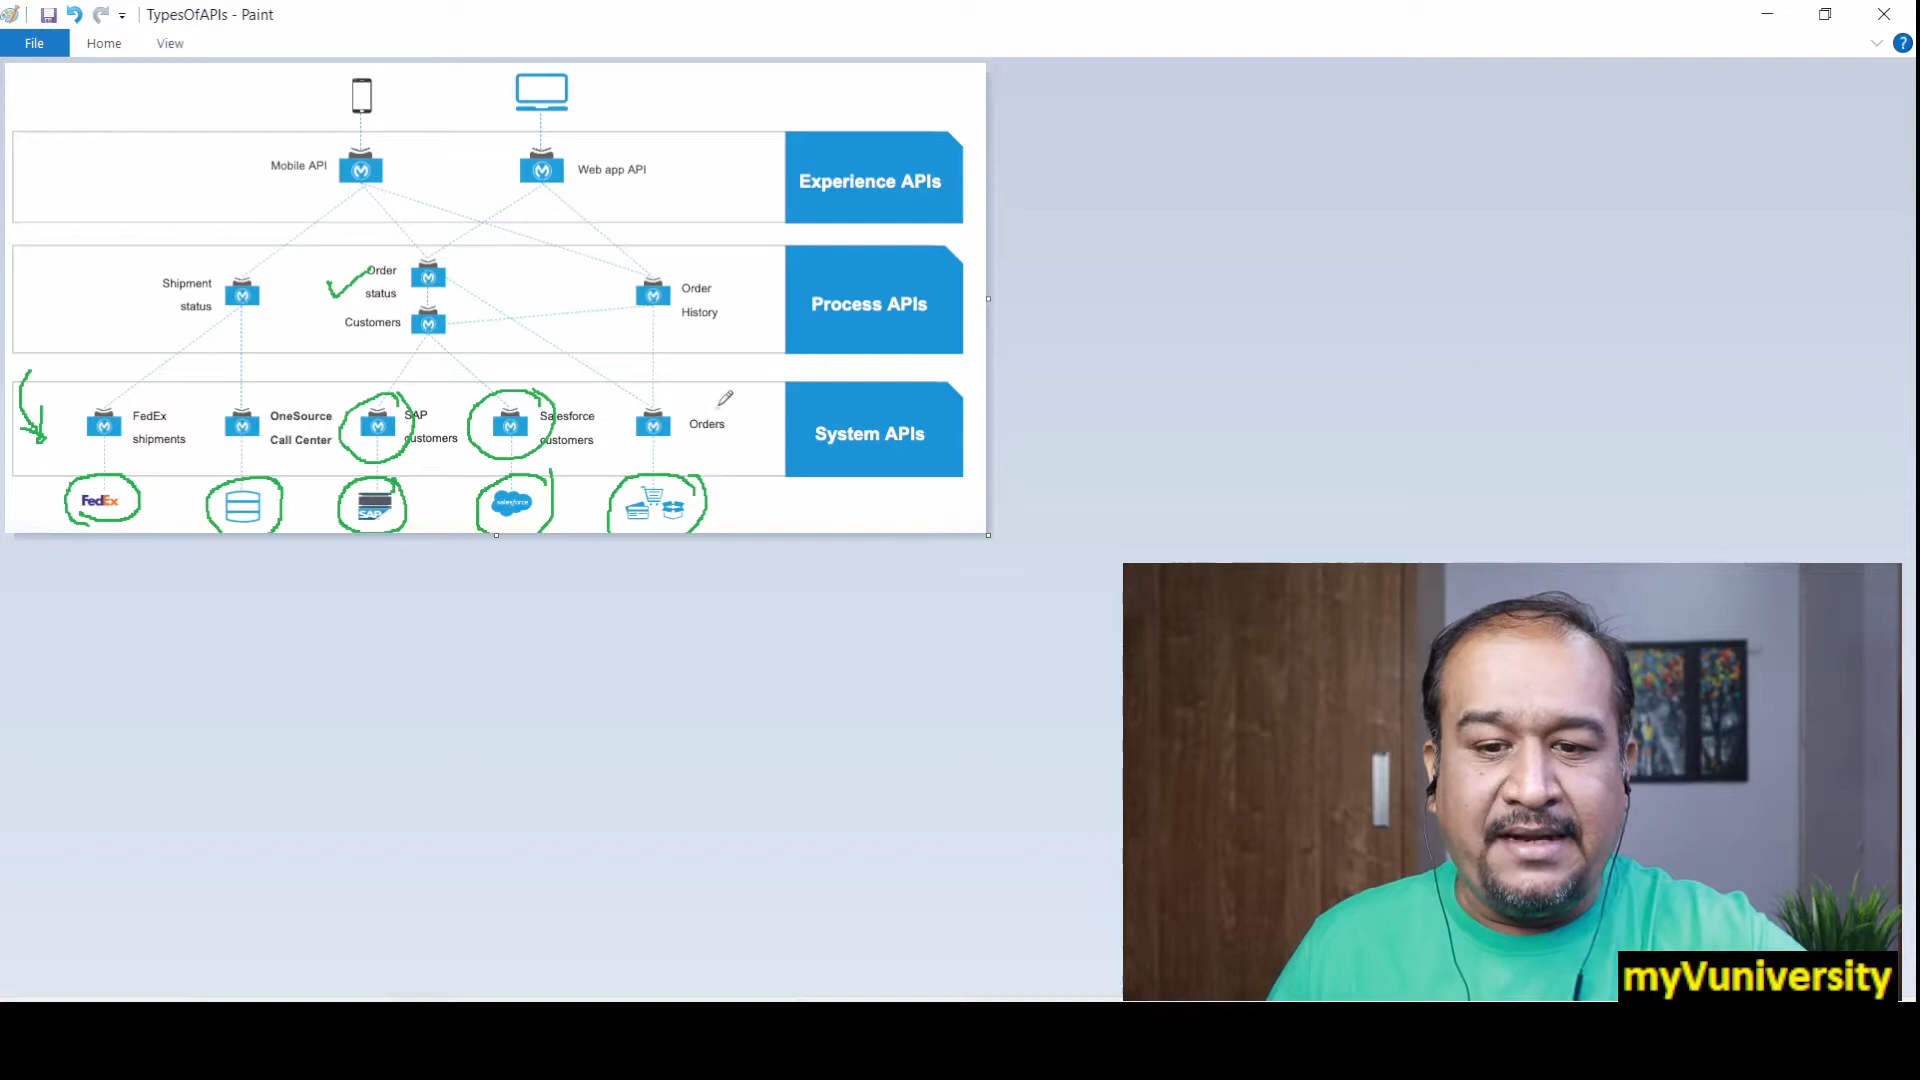 TypesOfAPIs - Paint
File
Home
View
?
Mobile API
Web app API
Experience APIs
Shipment
status
Order
status
Customers
Order
History
Process APIs
FedEx
shipments
OneSource
Call Center
SAP
customers
Salesforce
customers
Orders
System APIs
FedEx
SAP
salesforce
myVuniversity